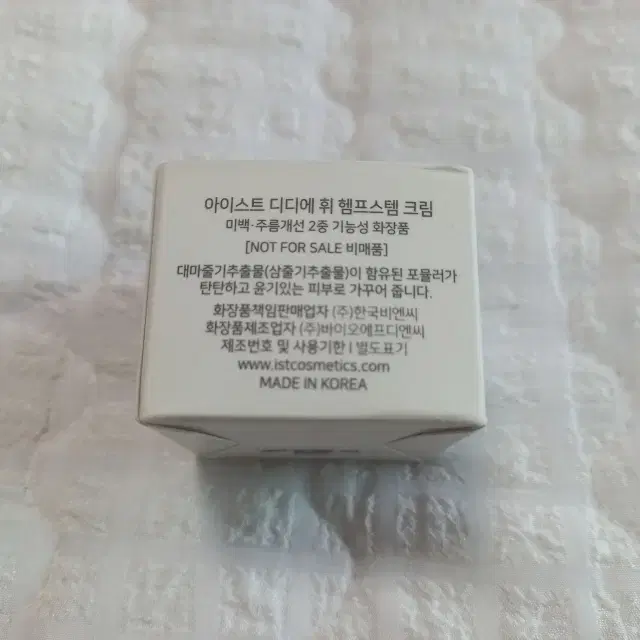 아이스트 디디에 휘 헴프스템 크림
미백·주름개선 2중 기능성 화장품
[NOT FOR SALE 비매품]
대마줄기추출물(삼줄기추출물)이 함유된 포뮬러가
탄탄하고 윤기있는 피부로 가꾸어 줍니다.
화장품책임판매업자 (주)한국비엔씨
화장품제조업자 (주)바이오에프디엔씨
제조번호 및 사용기한 | 별도표기
www.istcosmetics.com
MADE IN KOREA